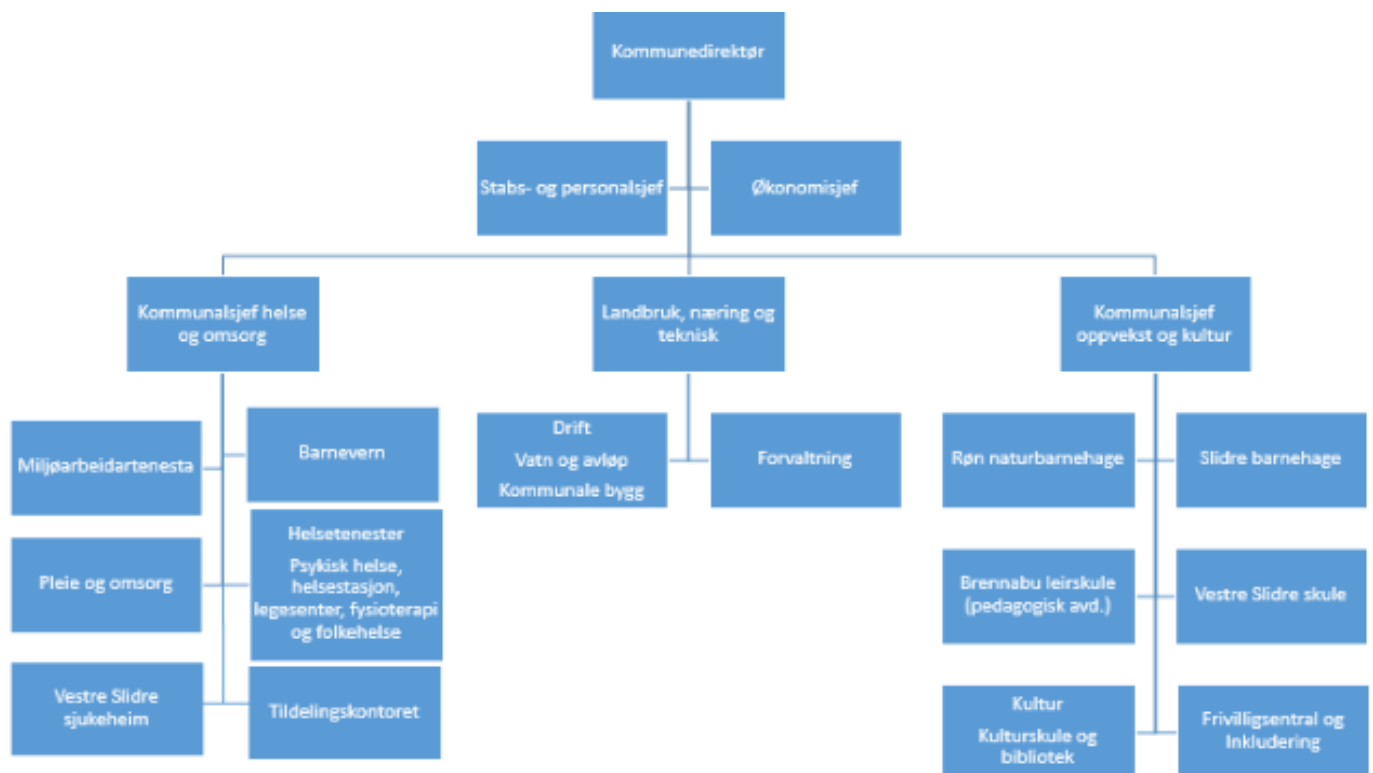 Kommunedirektør
Stabs- og personalsjef
Økonomisjef
Kommunalsjef helse
og omsorg
Landbruk, næring og
teknisk
Kommunalsjef
oppvekst og kultur
Miljøarbeidartenesta
Barnevern
Drift
Vatn og avløp
Kommunale bygg
Forvaltning
Røn naturbarnehage
Slidre barnehage
Pleie og omsorg
Helsetenester
Psykisk helse,
helsestasjon,
legesenter, fysioterapi
og folkehelse
Brennabu leirskule
(pedagogisk avd.)
Vestre Slidre skule
Vestre Slidre
sjukeheim
Tildelingskontoret
Kultur
Kulturskule og
bibliotek
Frivilligsentral og
Inkludering